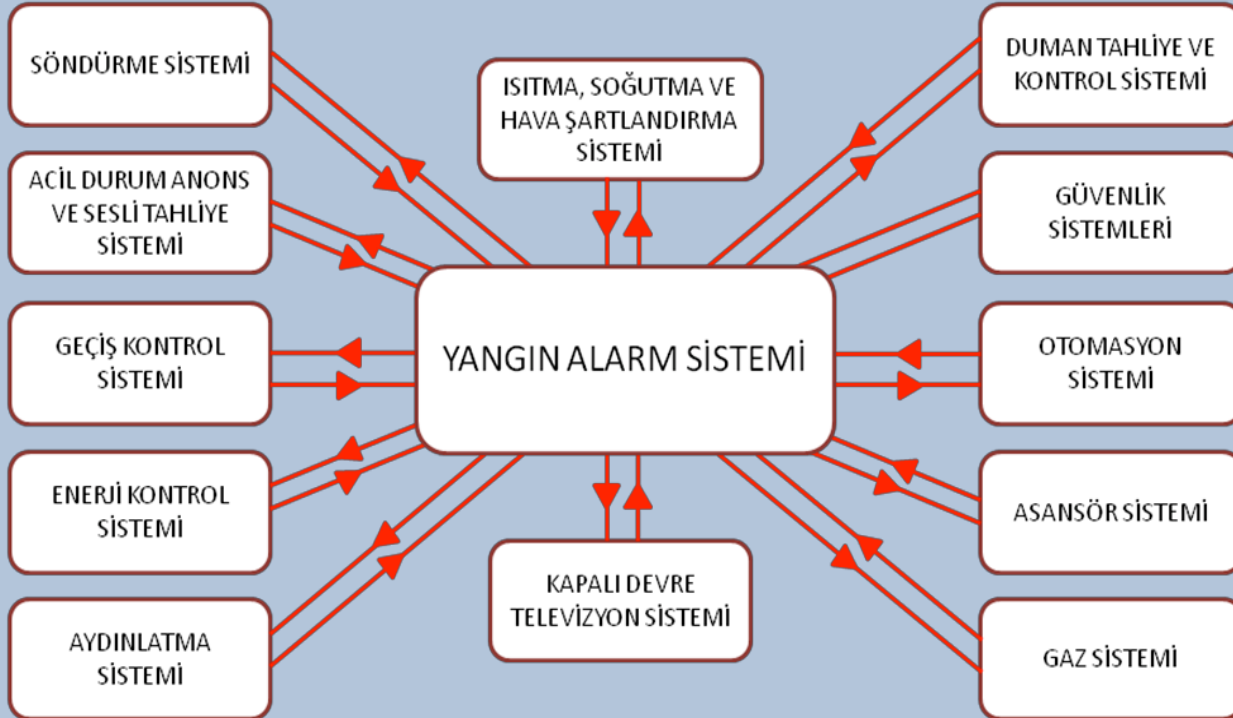 SÖNDÜRME SİSTEMİ
ACİL DURUM ANONS
VE SESLİ TAHLİYE
SİSTEMİ
GEÇİŞ KONTROL
SİSTEMİ
ENERJİ KONTROL
SİSTEMİ
AYDINLATMA
SİSTEMİ
ISITMA, SOĞUTMA VE
HAVA ŞARTLANDIRMA
SİSTEMİ
YANGIN ALARM SİSTEMİ
KAPALI DEVRE
TELEVİZYON SİSTEMİ
DUMAN TAHLİYE VE
KONTROL SİSTEMİ
GÜVENLİK
SİSTEMLERİ
OTOMASYON
SİSTEMİ
ASANSÖR SİSTEMİ
GAZ SİSTEMİ